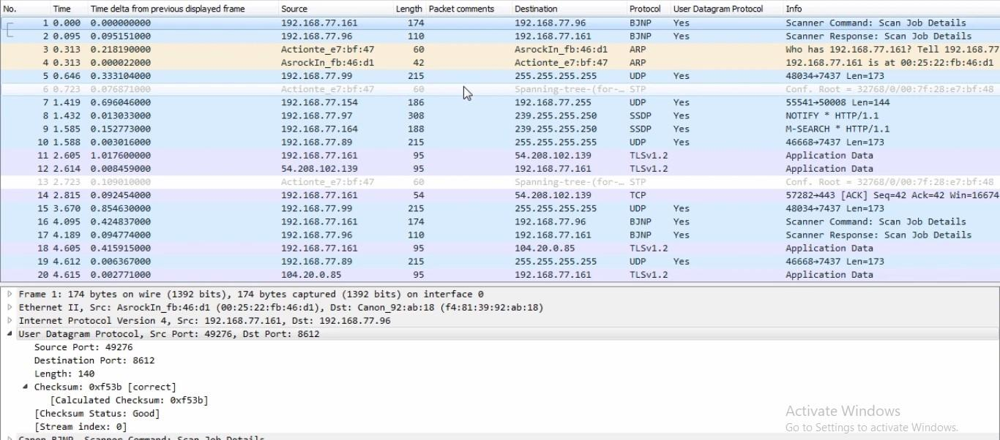 No. Time Time delta from previous displayed frame Source Length Packet comments Destination Protocol User Datagram Protocol Info
1 0.000 0.000000000 192.168.77.161 174 192.168.77.96 BJNP Yes Scanner Command: Scan Job Details
2 0.095 0.095151000 192.168.77.96 110 192.168.77.161 BJNP Yes Scanner Response: Scan Job Details
3 0.313 0.218190000 Actionte_e7:bf:47 60 AsrockIn_fb:46:d1 ARP Who has 192.168.77.161? Tell 192.168.77
4 0.313 0.000022000 AsrockIn_fb:46:d1 42 Actionte_e7:bf:47 ARP 192.168.77.161 is at 00:25:22:fb:46:d1
5 0.646 0.333104000 192.168.77.99 215 255.255.255.255 UDP Yes 48034→7437 Len=173
6 0.723 0.076871000 Actionte_e7:bf:47 60 Spanning-tree-(for-… STP Conf. Root = 32768/0/00:7f:28:e7:bf:48
7 1.419 0.696046000 192.168.77.154 186 192.168.77.255 UDP Yes 55541→50008 Len=144
8 1.432 0.013033000 192.168.77.97 308 239.255.255.250 SSDP Yes NOTIFY * HTTP/1.1
9 1.585 0.152773000 192.168.77.164 188 239.255.255.250 SSDP Yes M-SEARCH * HTTP/1.1
10 1.588 0.003016000 192.168.77.89 215 255.255.255.255 UDP Yes 46668→7437 Len=173
11 2.605 1.017600000 192.168.77.161 95 54.208.102.139 TLSv1.2 Application Data
12 2.614 0.008459000 54.208.102.139 95 192.168.77.161 TLSv1.2 Application Data
13 2.723 0.109010000 Actionte_e7:bf:47 60 Spanning-tree-(for-… STP Conf. Root = 32768/0/00:7f:28:e7:bf:48
14 2.815 0.092454000 192.168.77.161 54 54.208.102.139 TCP 57282→443 [ACK] Seq=42 Ack=42 Win=16674
15 3.670 0.854630000 192.168.77.99 215 255.255.255.255 UDP Yes 48034→7437 Len=173
16 4.095 0.424837000 192.168.77.161 174 192.168.77.96 BJNP Yes Scanner Command: Scan Job Details
17 4.189 0.094774000 192.168.77.96 110 192.168.77.161 BJNP Yes Scanner Response: Scan Job Details
18 4.605 0.415915000 192.168.77.161 95 104.20.0.85 TLSv1.2 Application Data
19 4.612 0.006367000 192.168.77.89 215 255.255.255.255 UDP Yes 46668→7437 Len=173
20 4.615 0.002771000 104.20.0.85 95 192.168.77.161 TLSv1.2 Application Data
Frame 1: 174 bytes on wire (1392 bits), 174 bytes captured (1392 bits) on interface 0
Ethernet II, Src: AsrockIn_fb:46:d1 (00:25:22:fb:46:d1), Dst: Canon_92:ab:18 (f4:81:39:92:ab:18)
Internet Protocol Version 4, Src: 192.168.77.161, Dst: 192.168.77.96
User Datagram Protocol, Src Port: 49276, Dst Port: 8612
Source Port: 49276
Destination Port: 8612
Length: 140
Checksum: 0xf53b [correct]
[Calculated Checksum: 0xf53b]
[Checksum Status: Good]
[Stream index: 0]
Canon BJNP, Scanner Command: Scan Job Details
Activate Windows
Go to Settings to activate Windows.